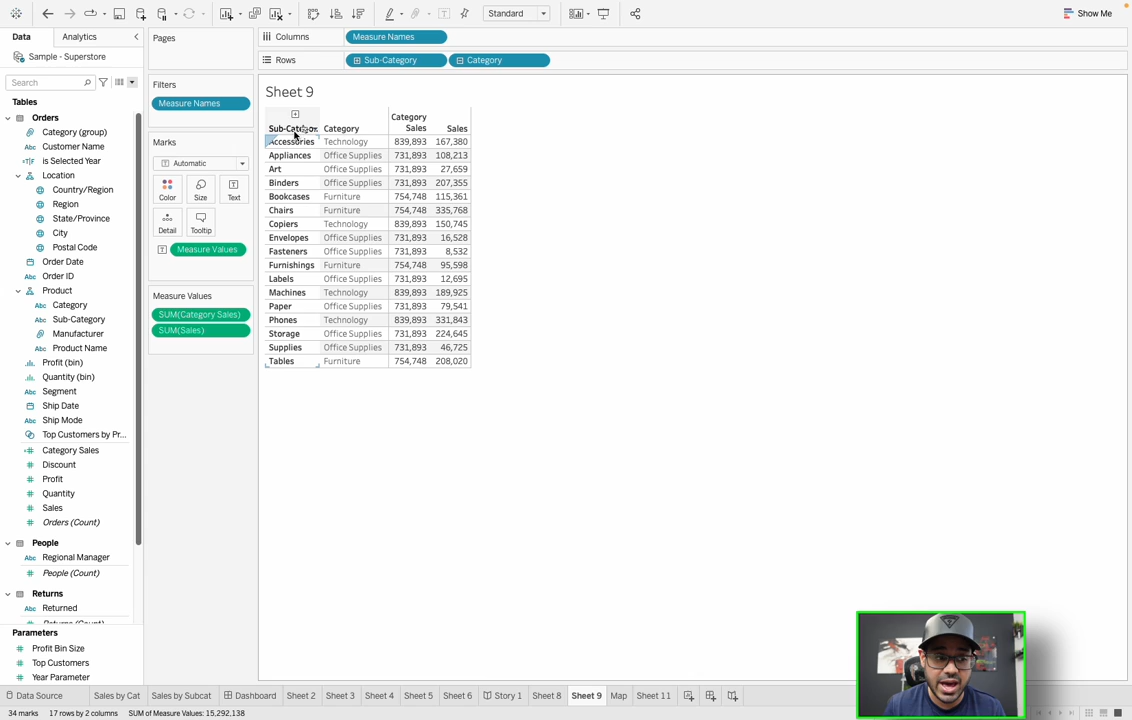 Standard
Show Me
Data
Analytics
Pages
Columns
Measure Names
Sample - Superstore
Rows
Sub-Category
Category
Search
Filters
Measure Names
Sheet 9
Tables
Orders
Category (group)
Customer Name
is Selected Year
Location
Country/Region
Region
State/Province
City
Postal Code
Order Date
Order ID
Product
Category
Sub-Category
Manufacturer
Product Name
Profit (bin)
Quantity (bin)
Segment
Ship Date
Ship Mode
Top Customers by Pr...
Category Sales
Discount
Profit
Quantity
Sales
Orders (Count)
People
Regional Manager
People (Count)
Returns
Returned
Returns (Count)
Parameters
Profit Bin Size
Top Customers
Year Parameter
Marks
Automatic
Color
Size
Text
Detail
Tooltip
Measure Values
Measure Values
SUM(Category Sales)
SUM(Sales)
Category
Category Sales Sales
Accessories Technology 839,893 167,380
Appliances Office Supplies 731,893 108,213
Art Office Supplies 731,893 27,659
Binders Office Supplies 731,893 207,355
Bookcases Furniture 754,748 115,361
Chairs Furniture 754,748 335,768
Copiers Technology 839,893 150,745
Envelopes Office Supplies 731,893 16,528
Fasteners Office Supplies 731,893 8,532
Furnishings Furniture 754,748 95,598
Labels Office Supplies 731,893 12,695
Machines Technology 839,893 189,925
Paper Office Supplies 731,893 79,541
Phones Technology 839,893 331,843
Storage Office Supplies 731,893 224,645
Supplies Office Supplies 731,893 46,725
Tables Furniture 754,748 208,020
Data Source
Sales by Cat
Sales by Subcat
Dashboard
Sheet 2
Sheet 3
Sheet 4
Sheet 5
Sheet 6
Story 1
Sheet 8
Sheet 9
Map
Sheet 11
34 marks
17 rows by 2 columns
SUM of Measure Values: 15,292,138